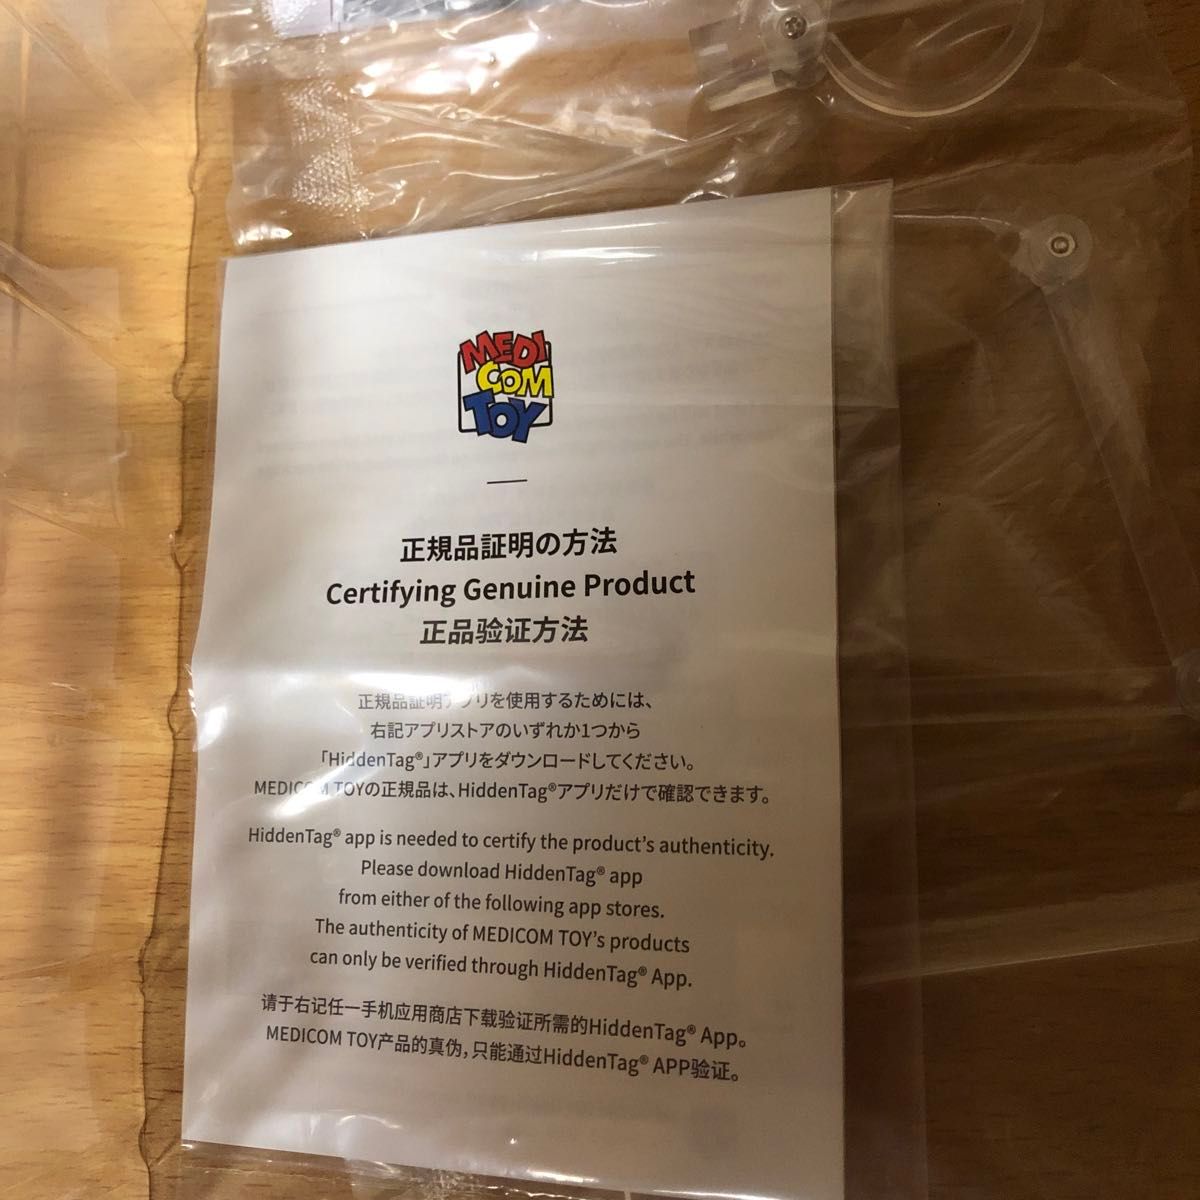 MEDI
COM
TOY
正規品証明の方法
Certifying Genuine Product
正品验证方法
正規品証明アプリを使用するためには、
右記アプリストアのいずれか1つから
「HiddenTag®」アプリをダウンロードしてください。
MEDICOM TOYの正規品は、HiddenTag®アプリだけで確認できます。
HiddenTag® app is needed to certify the product's authenticity.
Please download HiddenTag® app
from either of the following app stores.
The authenticity of MEDICOM TOY's products
can only be verified through HiddenTag® App.
请于右记任一手机应用商店下载验证所需的HiddenTag® App。
MEDICOM TOY产品的真伪，只能通过HiddenTag® APP验证。